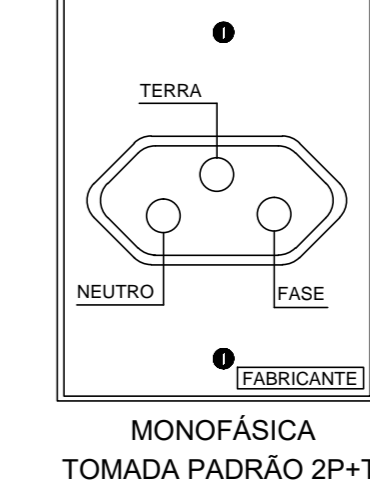 TERRA
NEUTRO
FASE
FABRICANTE
MONOFÁSICA
TOMADA PADRÃO 2P+T